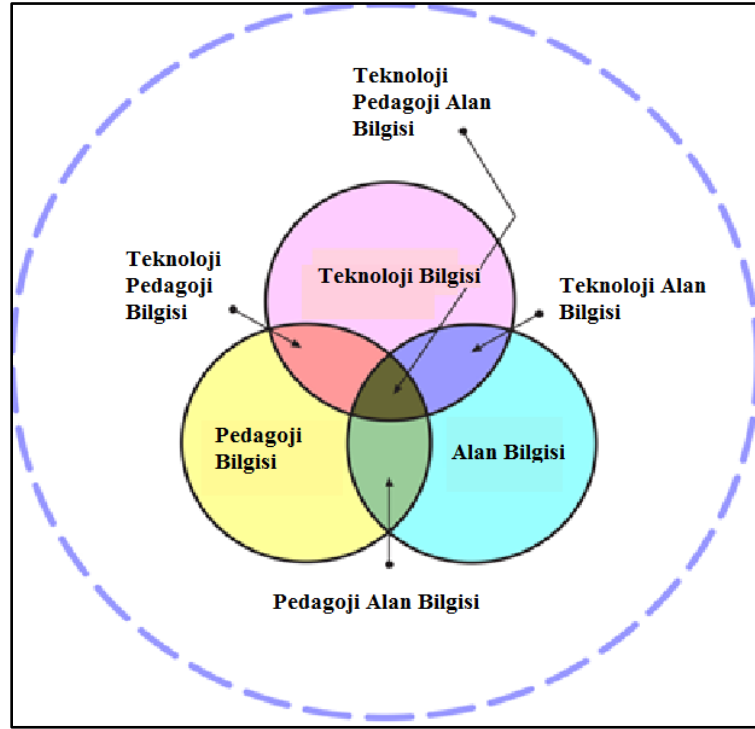 Teknoloji
Pedagoji Alan
Bilgisi
Teknoloji
Pedagoji
Bilgisi
Teknoloji Bilgisi
Teknoloji Alan
Bilgisi
Pedagoji
Bilgisi
Alan Bilgisi
Pedagoji Alan Bilgisi